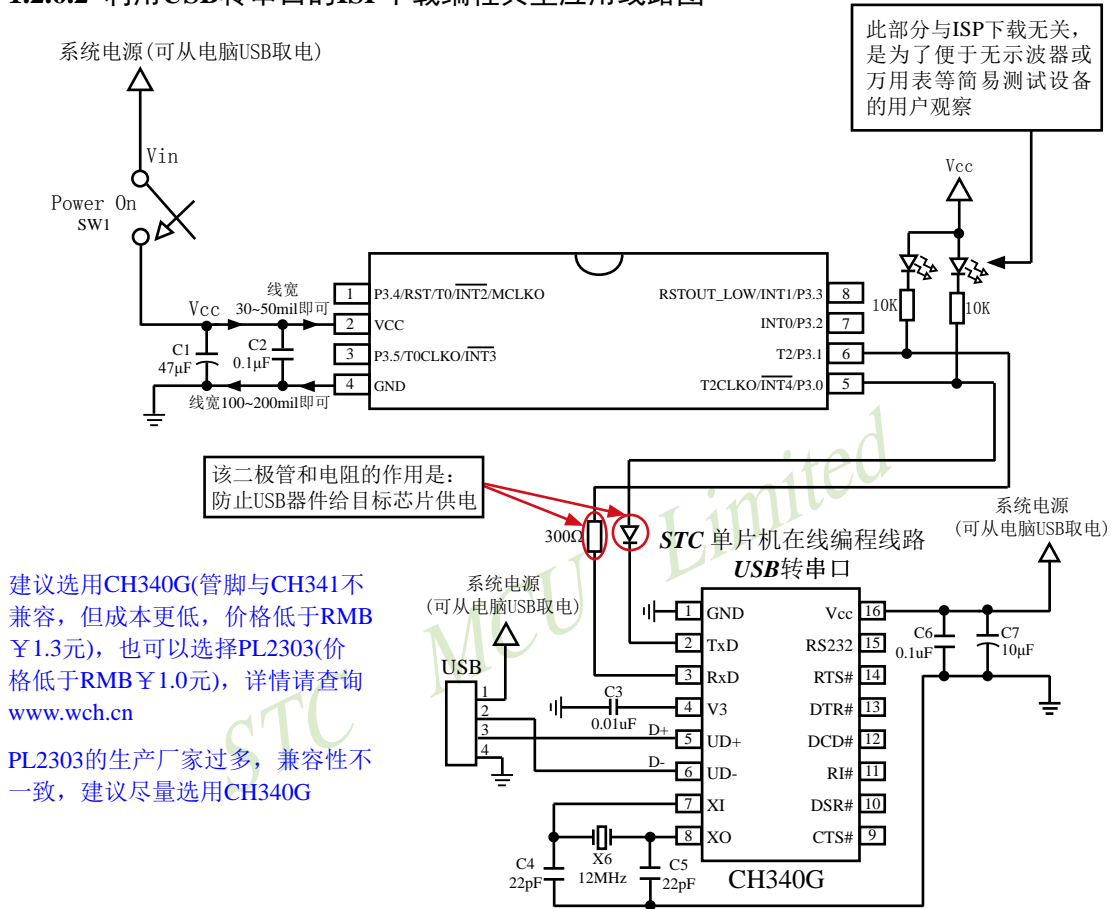 系统电源(可从电脑USB取电)
此部分与ISP下载无关，
是为了便于无示波器或
万用表等简易测试设备
的用户观察
Vin
Power On
SW1
Vcc
Vcc
线宽
30~50mil即可
C1
47μF
C2
0.1μF
线宽100~200mil即可
1 P3.4/RST/T0/INT2/MCLKO
2 VCC
3 P3.5/T0CLKO/INT3
4 GND
RSTOUT_LOW/INT1/P3.3 8
INT0/P3.2 7
T2/P3.1 6
T2CLKO/INT4/P3.0 5
10K
10K
该二极管和电阻的作用是：
防止USB器件给目标芯片供电
300Ω
STC 单片机在线编程线路
USB转串口
系统电源
(可从电脑USB取电)
建议选用CH340G(管脚与CH341不
兼容，但成本更低，价格低于RMB
￥1.3元)，也可以选择PL2303(价
格低于RMB￥1.0元)，详情请查询
www.wch.cn
PL2303的生产厂家过多，兼容性不
一致，建议尽量选用CH340G
系统电源
(可从电脑USB取电)
USB
1
2
3
4
C3
0.01uF
D+
D-
1 GND
2 TxD
3 RxD
4 V3
5 UD+
6 UD-
7 XI
8 XO
Vcc 16
RS232 15
RTS# 14
DTR# 13
DCD# 12
RI# 11
DSR# 10
CTS# 9
C6
0.1uF
C7
10μF
C4
22pF
X6
12MHz
C5
22pF
CH340G
STC MCU Limited